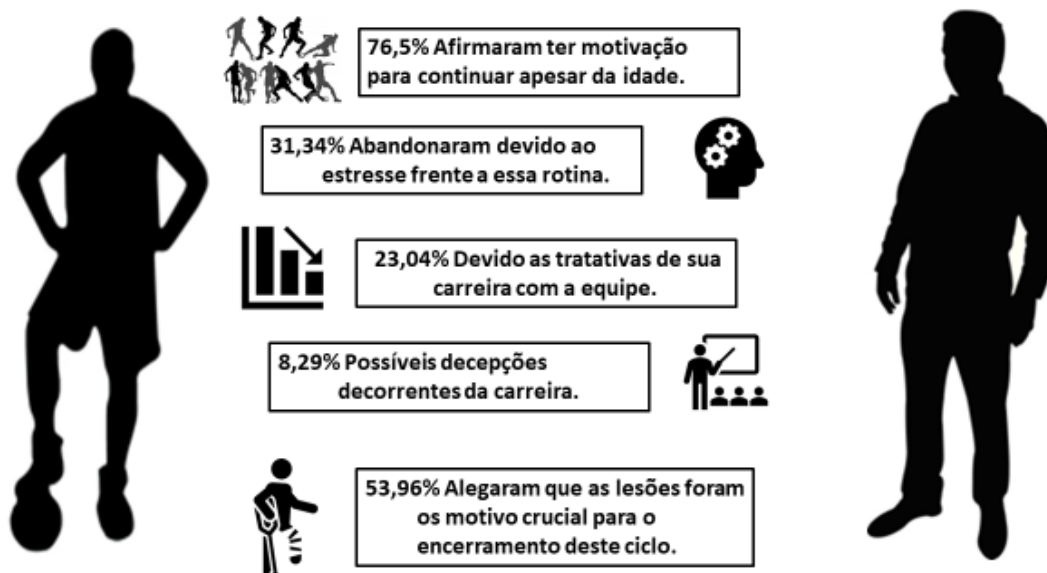 76,5% Afirmaram ter motivação
para continuar apesar da idade.
31,34% Abandonaram devido ao
estresse frente a essa rotina.
23,04% Devido as tratativas de sua
carreira com a equipe.
8,29% Possíveis decepções
decorrentes da carreira.
53,96% Alegaram que as lesões foram
os motivo crucial para o
encerramento deste ciclo.